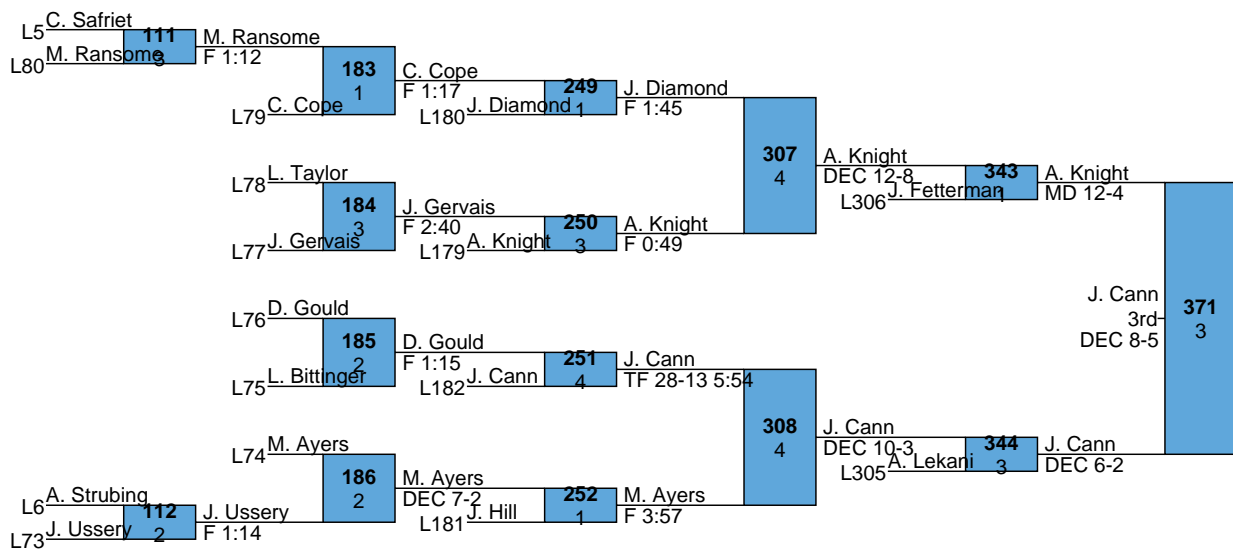 C. Safriet
L5
111
M. Ransome
M. Ransome
L80
3
F 1:12
183
C. Cope
1
F 1:17
249
J. Diamond
C. Cope
L79
J. Diamond
L180
1
F 1:45
307
A. Knight
4
DEC 12-8
343
A. Knight
L. Taylor
L78
J. Fetterman
L306
1
MD 12-4
184
J. Gervais
3
F 2:40
250
A. Knight
J. Gervais
L77
A. Knight
L179
3
F 0:49
J. Cann
371
3rd
3
DEC 8-5
D. Gould
L76
185
D. Gould
2
F 1:15
251
J. Cann
L. Bittinger
L75
J. Cann
L182
4
TF 28-13 5:54
308
J. Cann
4
DEC 10-3
344
J. Cann
M. Ayers
L74
A. Lekani
L305
3
DEC 6-2
186
M. Ayers
2
DEC 7-2
252
M. Ayers
A. Strubing
L6
J. Hill
L181
1
F 3:57
112
J. Ussery
J. Ussery
L73
2
F 1:14